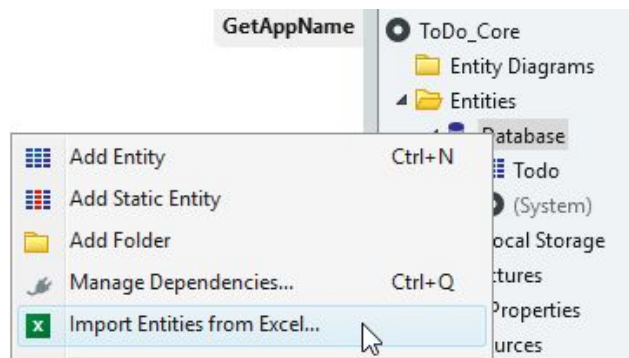 GetAppName
ToDo_Core
Entity Diagrams
Entities
Database
Todo
(System)
ocal Storage
ctures
Properties
urces
Add Entity Ctrl+N
Add Static Entity
Add Folder
Manage Dependencies... Ctrl+Q
Import Entities from Excel...